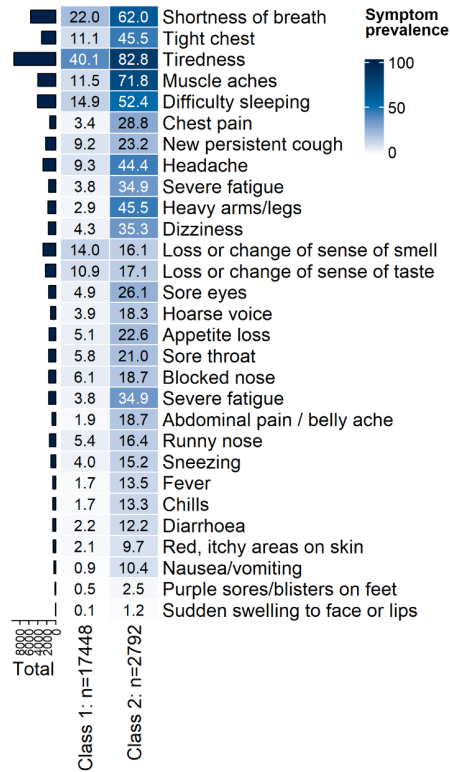 Symptom
prevalence
100
50
0
22.0 62.0 Shortness of breath
11.1 45.5 Tight chest
40.1 82.8 Tiredness
11.5 71.8 Muscle aches
14.9 52.4 Difficulty sleeping
3.4 28.8 Chest pain
9.2 23.2 New persistent cough
9.3 44.4 Headache
3.8 34.9 Severe fatigue
2.9 45.5 Heavy arms/legs
4.3 35.3 Dizziness
14.0 16.1 Loss or change of sense of smell
10.9 17.1 Loss or change of sense of taste
4.9 26.1 Sore eyes
3.9 18.3 Hoarse voice
5.1 22.6 Appetite loss
5.8 21.0 Sore throat
6.1 18.7 Blocked nose
3.8 34.9 Severe fatigue
1.9 18.7 Abdominal pain / belly ache
5.4 16.4 Runny nose
4.0 15.2 Sneezing
1.7 13.5 Fever
1.7 13.3 Chills
2.2 12.2 Diarrhoea
2.1 9.7 Red, itchy areas on skin
0.9 10.4 Nausea/vomiting
0.5 2.5 Purple sores/blisters on feet
0.1 1.2 Sudden swelling to face or lips
8000
6000
4000
2000
0
Total
Class 1: n=17448
Class 2: n=2792